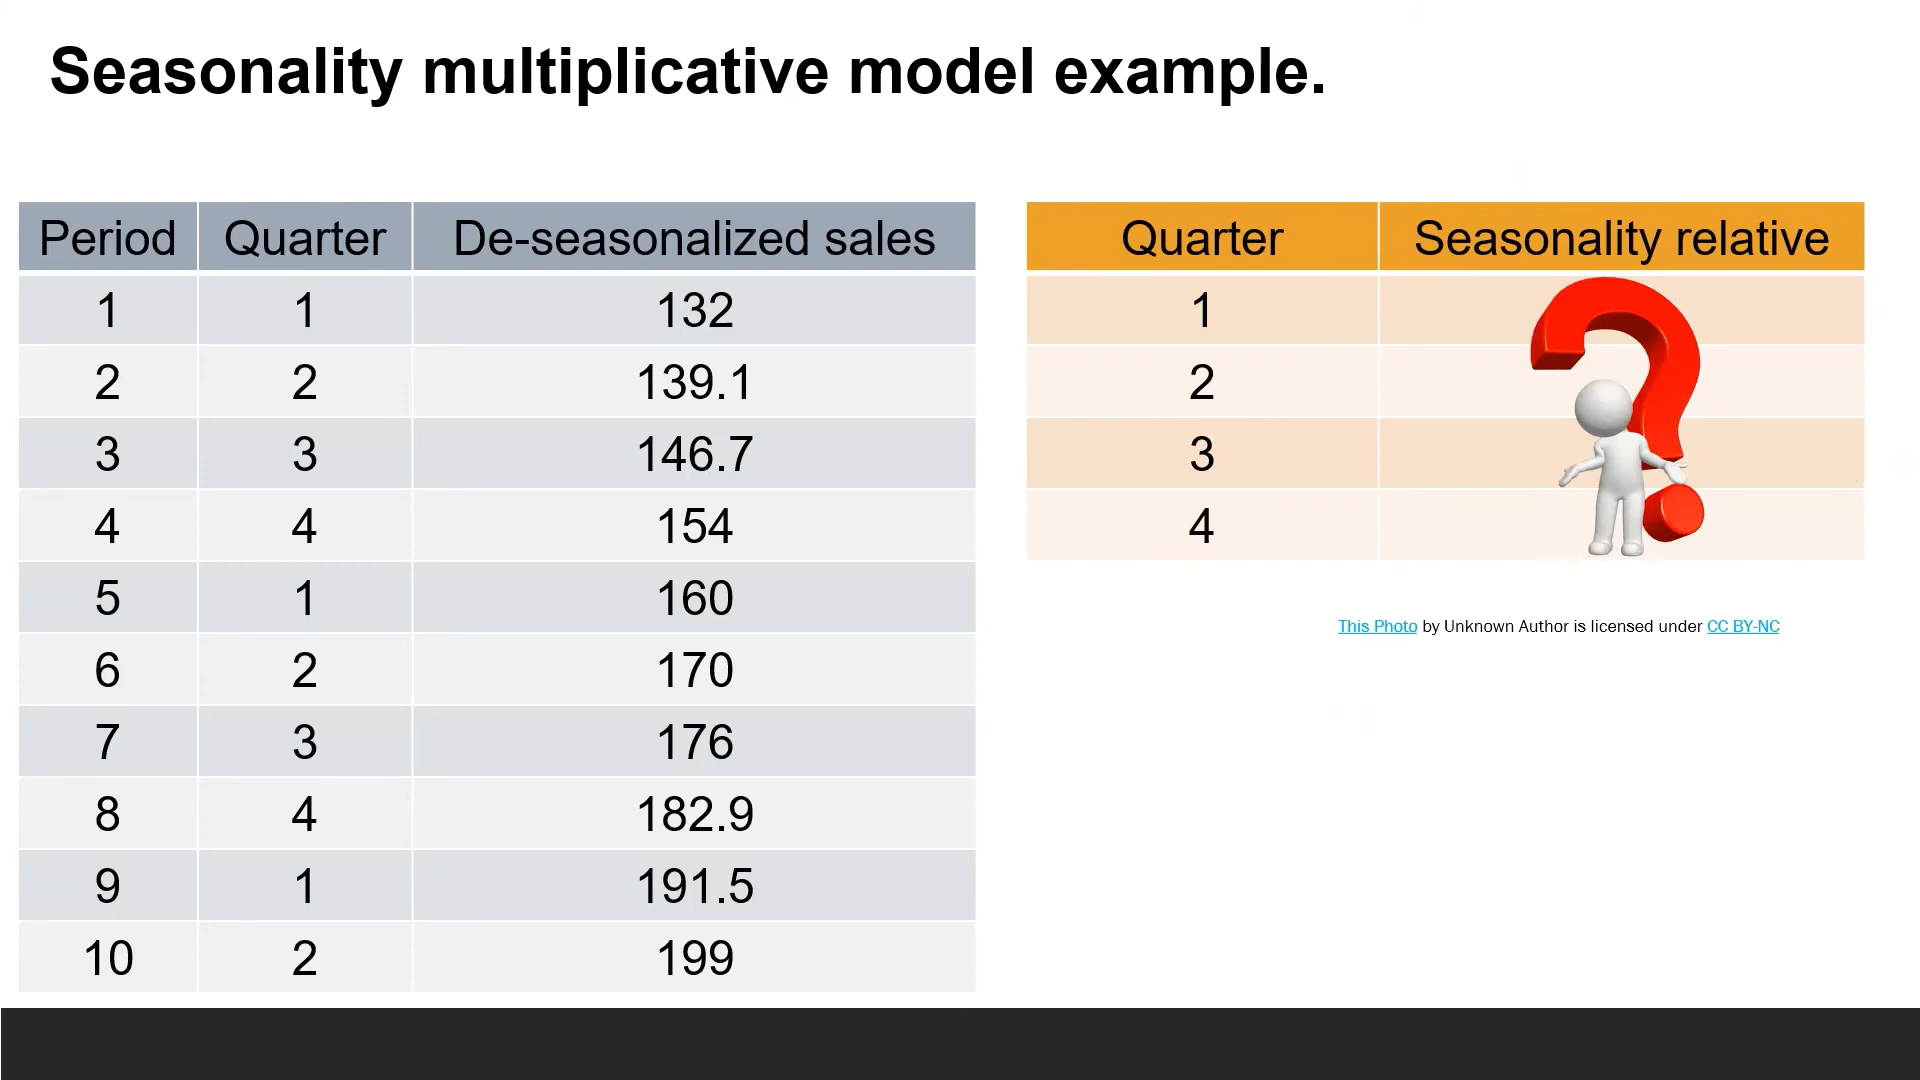 Seasonality multiplicative model example.
Period Quarter De-seasonalized sales
1 1 132
2 2 139.1
3 3 146.7
4 4 154
5 1 160
6 2 170
7 3 176
8 4 182.9
9 1 191.5
10 2 199
Quarter Seasonality relative
1
2
3
4
This Photo by Unknown Author is licensed under CC BY-NC